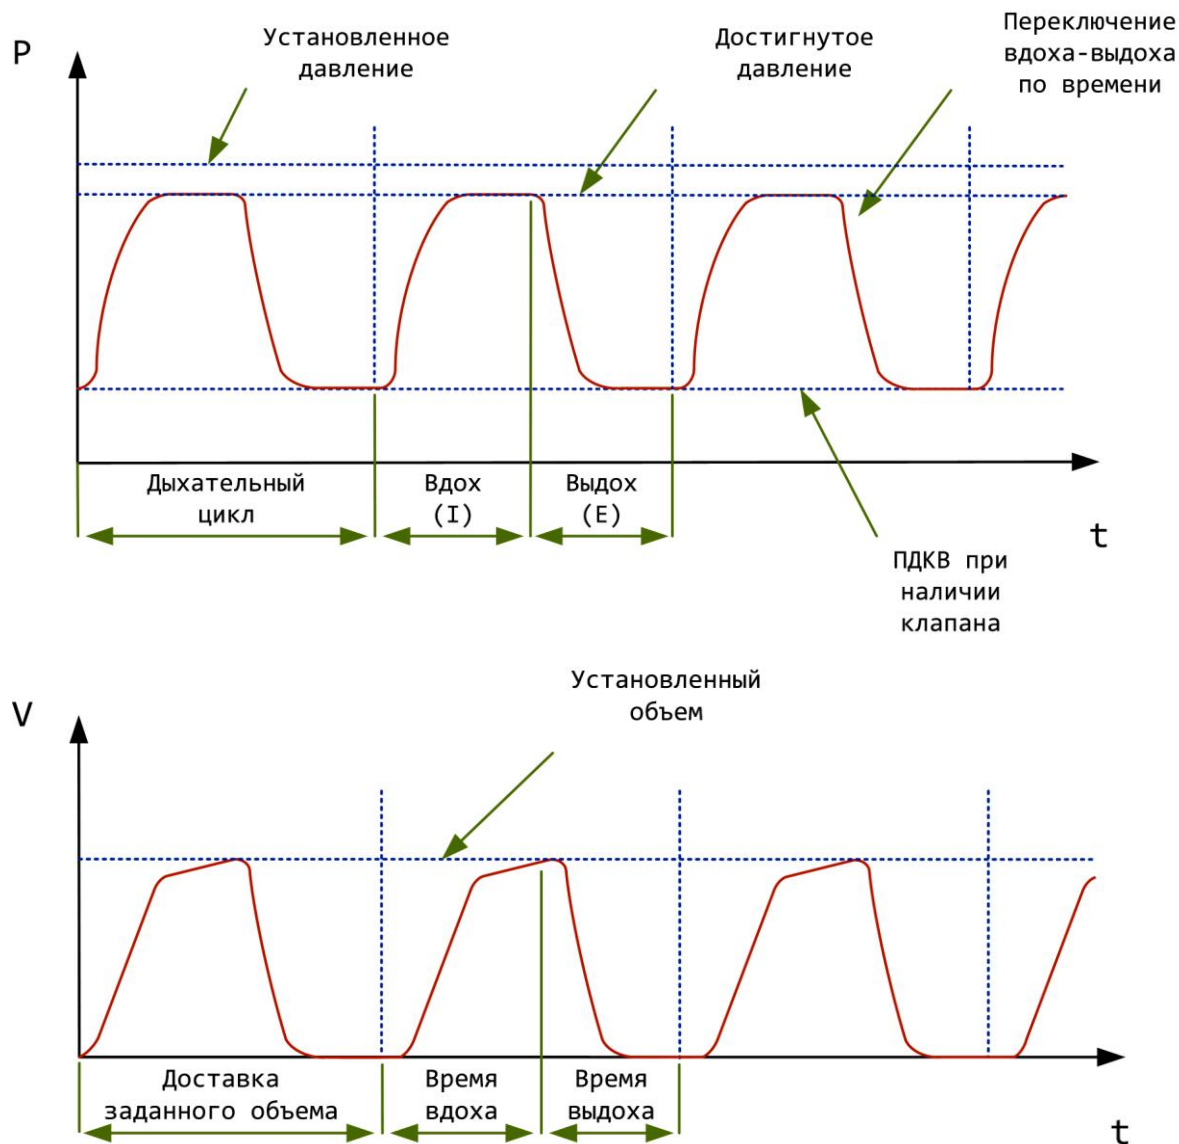 P
Установленное
давление
Достигнутое
давление
Переключение
вдоха-выдоха
по времени
Дыхательный
цикл
Вдох
(I)
Выдох
(E)
t
ПДКВ при
наличии
клапана
Установленный
объем
V
Доставка
заданного объема
Время
вдоха
Время
выдоха
t